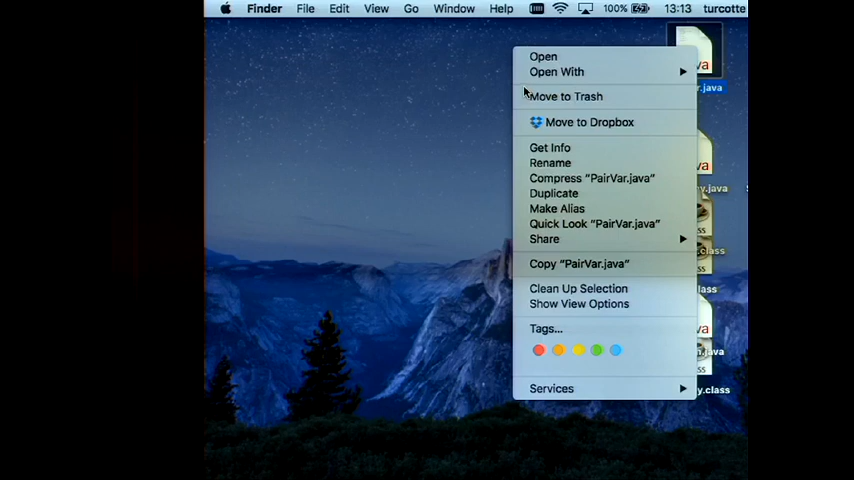 Finder File Edit View Go Window Help 100% 13:13 turcotte
Open
Open With
Move to Trash
Move to Dropbox
Get Info
Rename
Compress “PairVar.java”
Duplicate
Make Alias
Quick Look “PairVar.java”
Share
Copy “PairVar.java”
Clean Up Selection
Show View Options
Tags...
Services